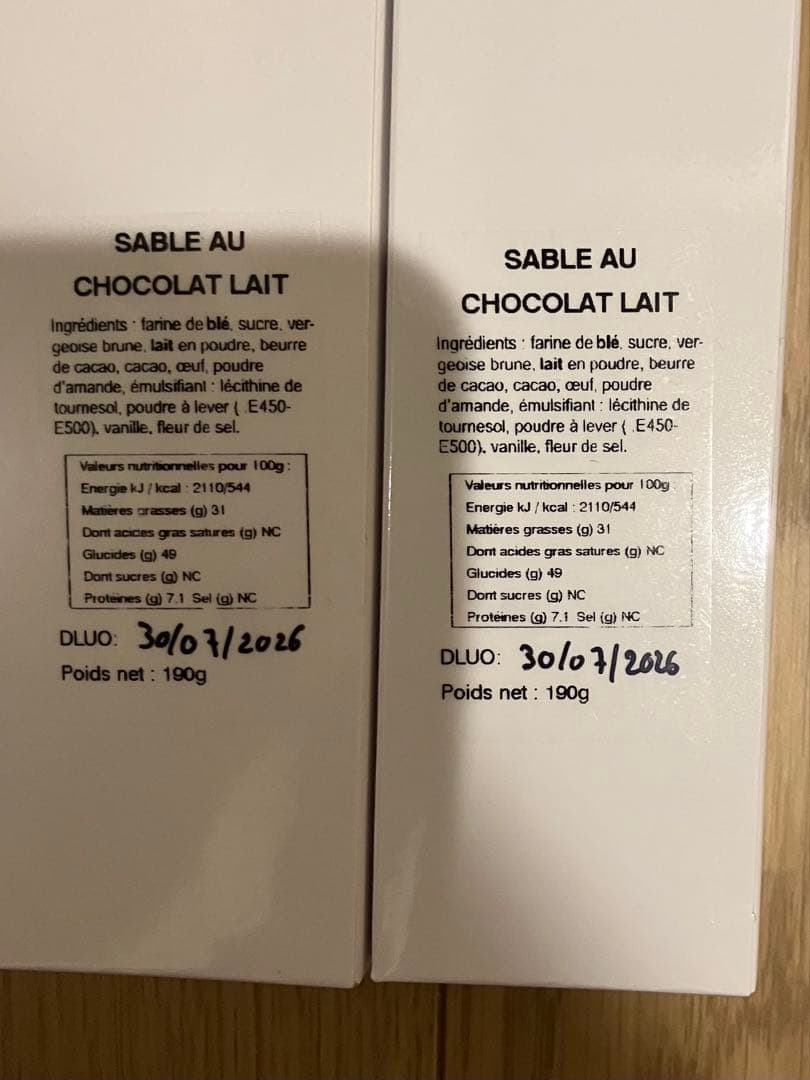 SABLE AU
CHOCOLAT LAIT
Ingrédients : farine de blé, sucre, ver-
geoise brune, lait en poudre, beurre
de cacao, cacao, œuf, poudre
d'amande, émulsifiant : lécithine de
tournesol, poudre à lever ( .E450-
E500), vanille, fleur de sel.
Valeurs nutritionnelles pour 100g :
Energie kJ / kcal : 2110/544
Matières grasses (g) 31
Dont acides gras satures (g) NC
Glucides (g) 49
Dont sucres (g) NC
Proteines (g) 7.1 Sel (g) NC
DLUO: 30/07/2026
Poids net : 190g
SABLE AU
CHOCOLAT LAIT
Ingrédients : farine de blé, sucre, ver-
geoise brune, lait en poudre, beurre
de cacao, cacao, œuf, poudre
d'amande, émulsifiant : lécithine de
tournesol, poudre à lever ( .E450-
E500), vanille, fleur de sel.
Valeurs nutritionnelles pour 100g :
Energie kJ / kcal : 2110/544
Matières grasses (g) 31
Dont acides gras satures (g) NC
Glucides (g) 49
Dont sucres (g) NC
Proteines (g) 7.1 Sel (g) NC
DLUO: 30/07/2026
Poids net : 190g